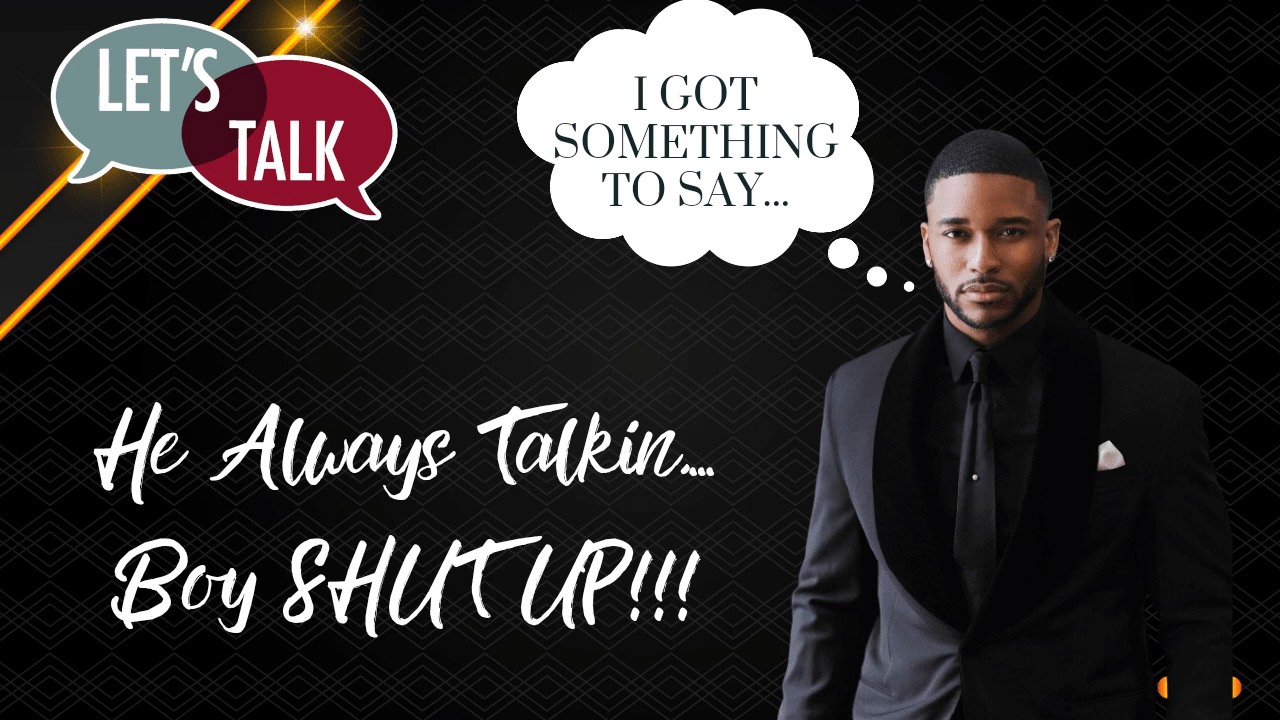 LET'S
TALK
I GOT
SOMETHING
TO SAY...
He Always Talkin...
Boy SHUT UP!!!